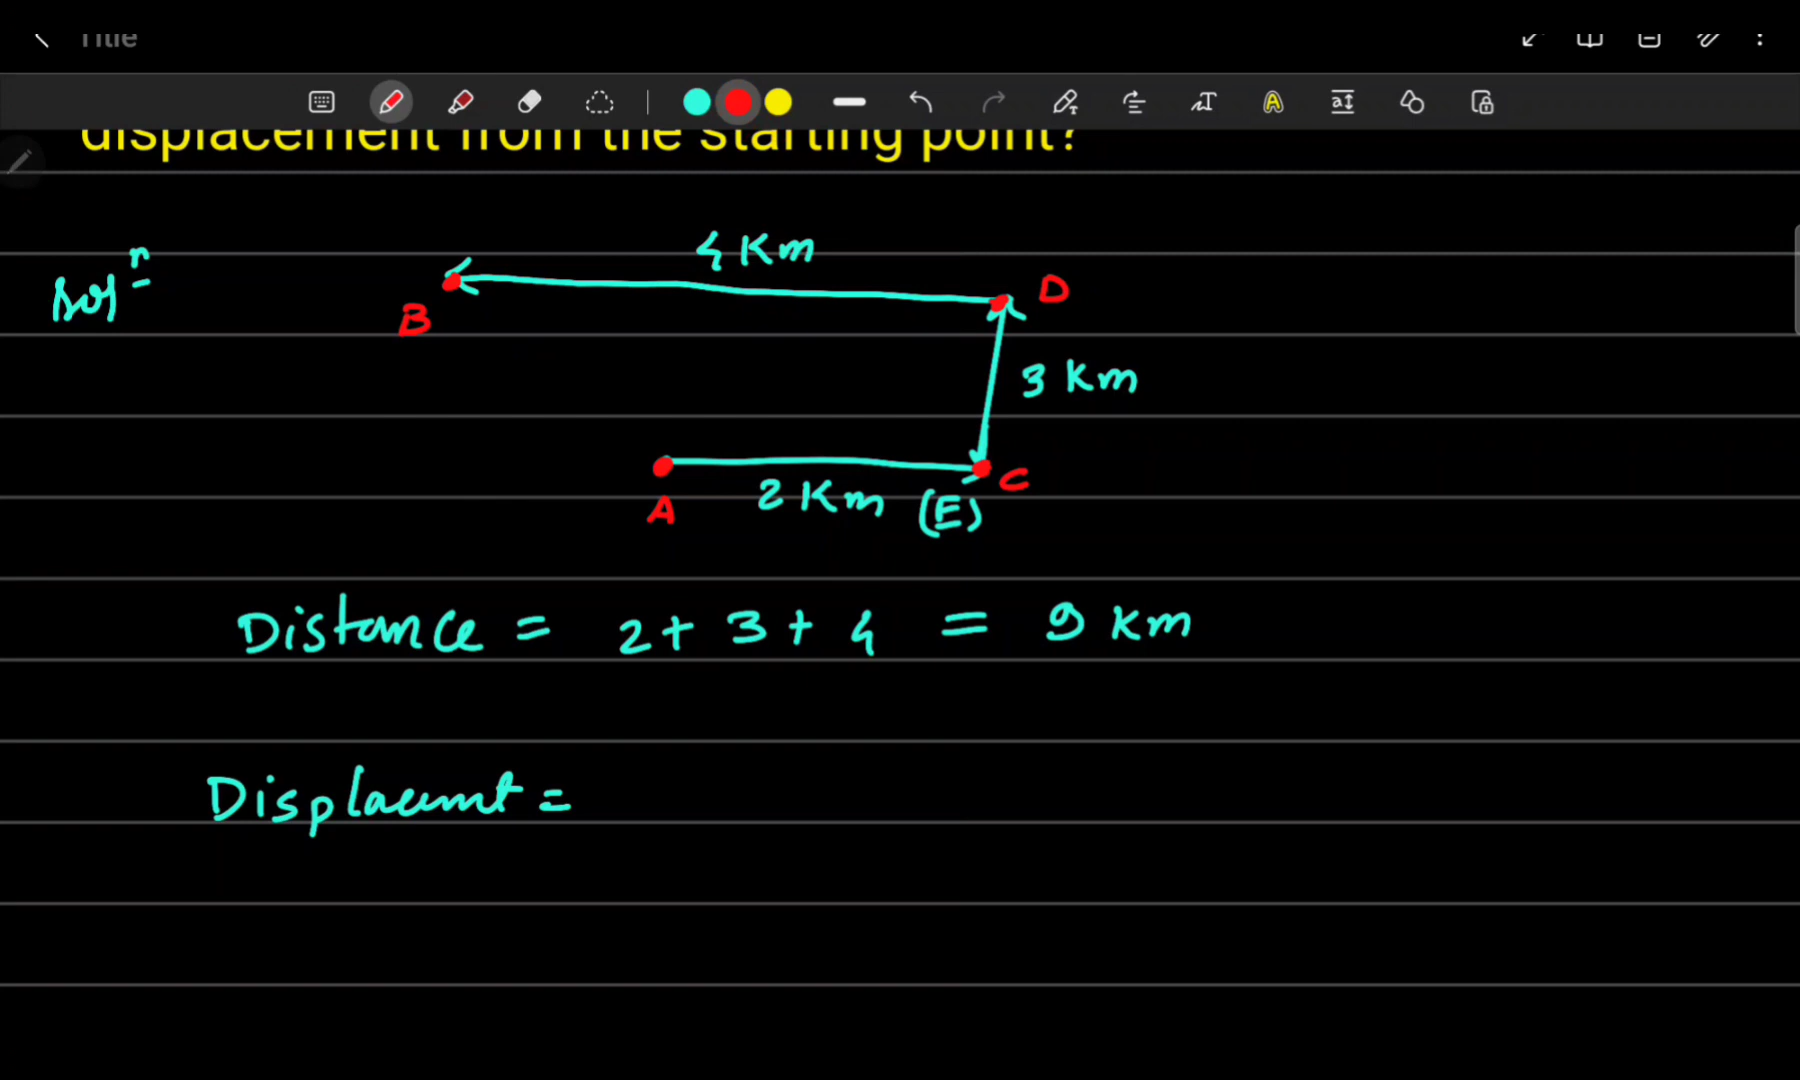 Title
displacement from the starting point?
Sol n
4 Km
B
D
3 Km
C
A
2 Km (E)
Distance = 2 + 3 + 4 = 9 Km
Displacemnt =